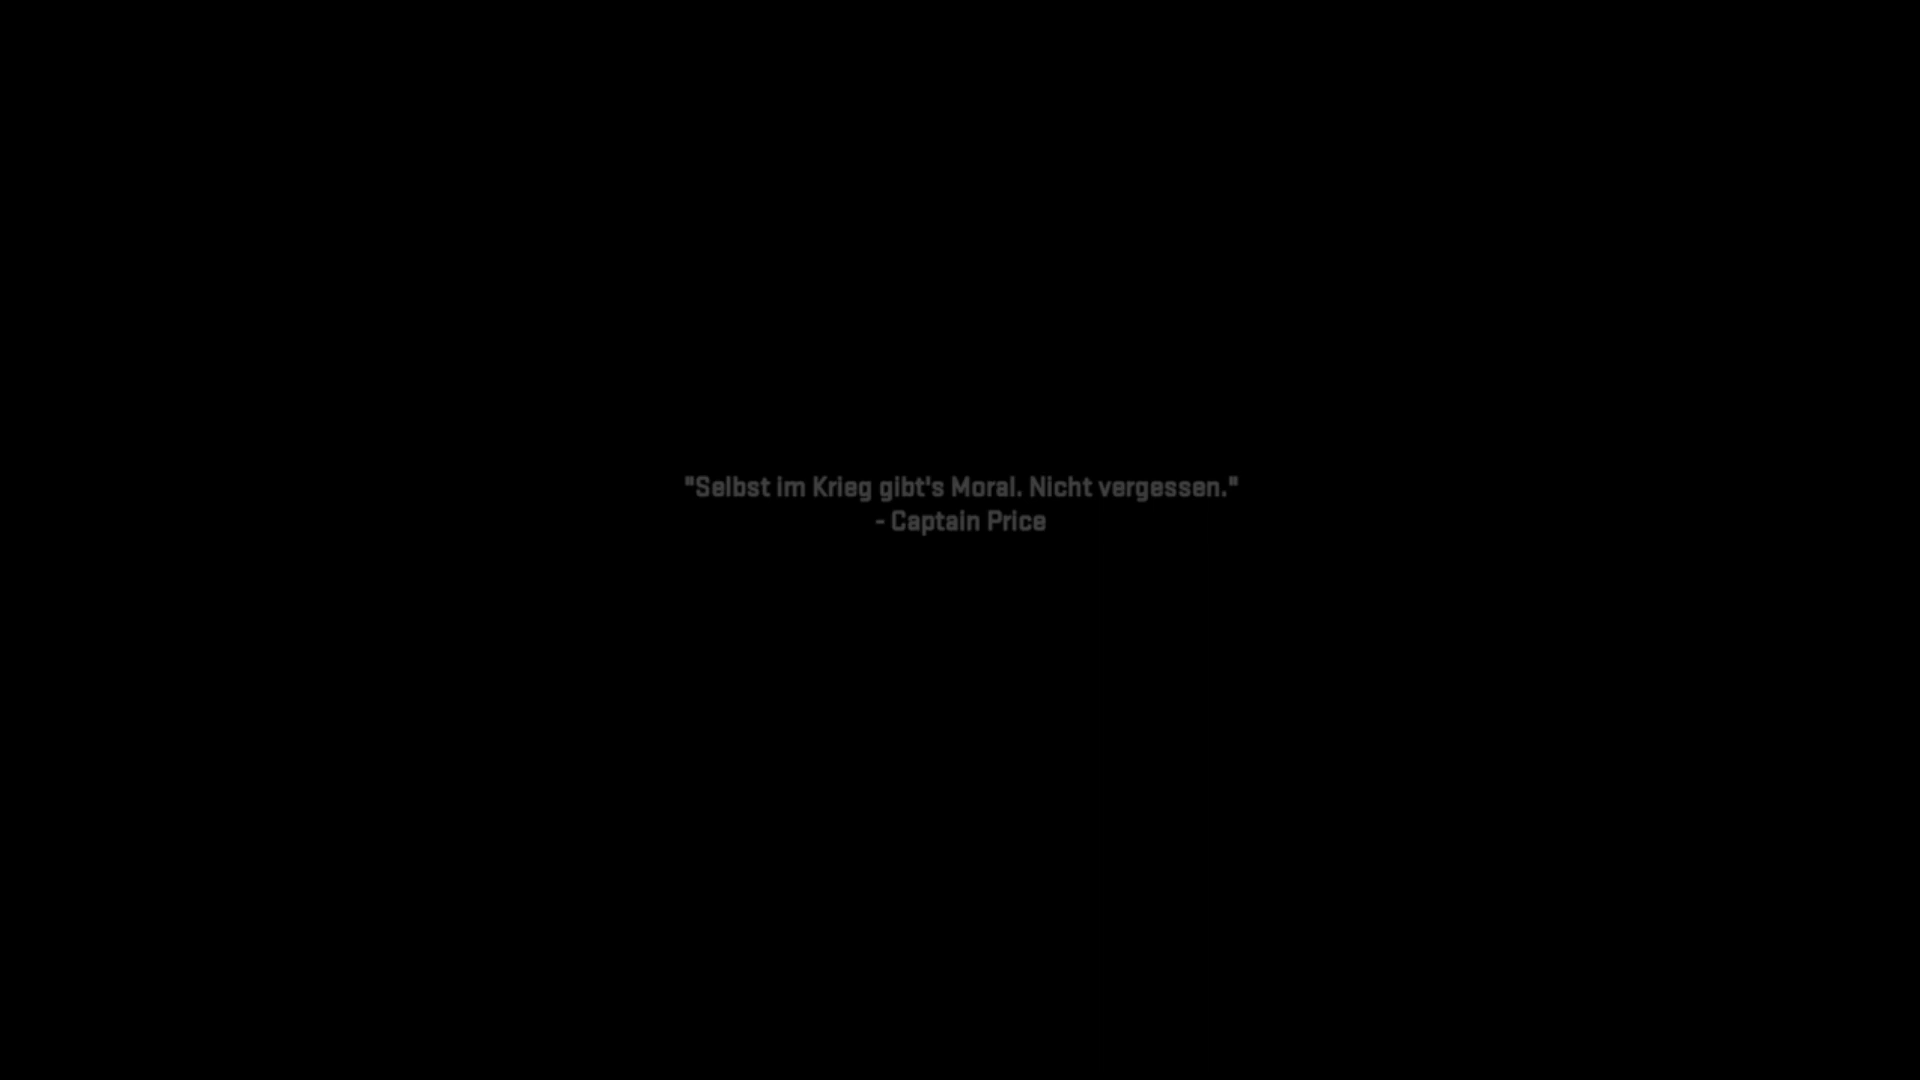 "Selbst im Krieg gibt's Moral. Nicht vergessen."
- Captain Price